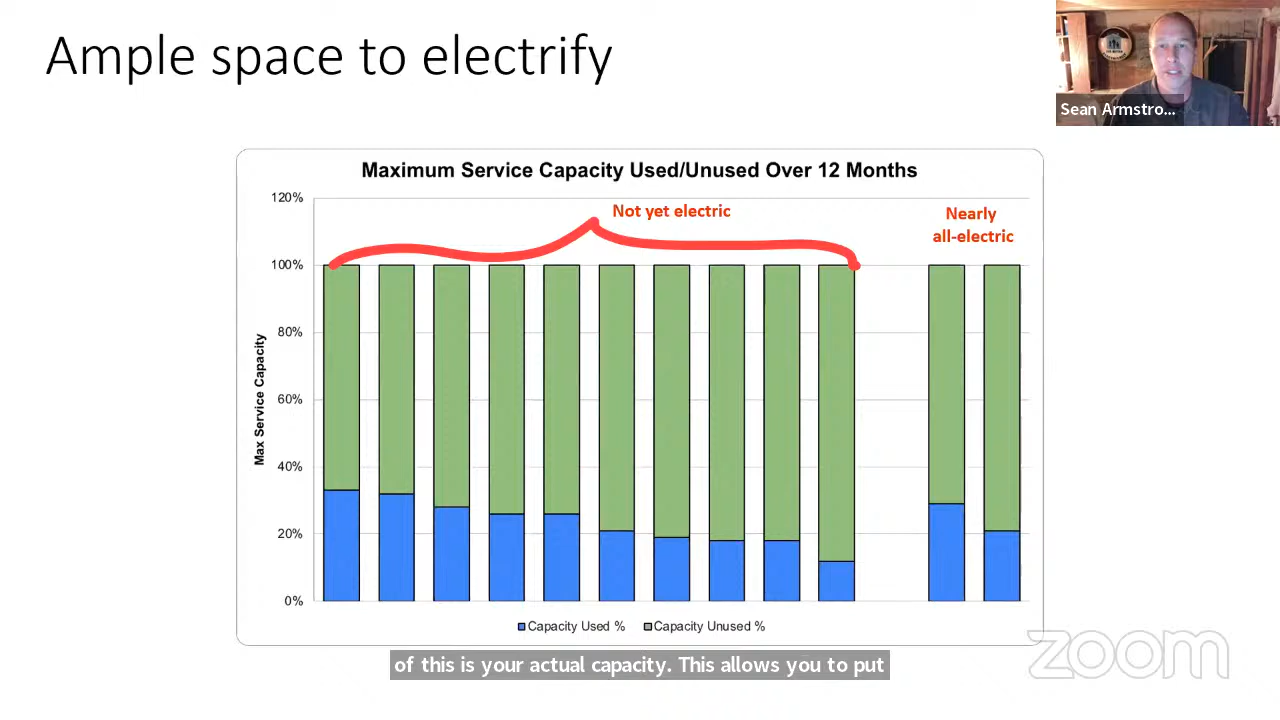 Ample space to electrify
Sean Armstro...
Maximum Service Capacity Used/Unused Over 12 Months
120%
Not yet electric
Nearly
all-electric
100%
80%
60%
40%
20%
0%
Max Service Capacity
Capacity Used %
Capacity Unused %
of this is your actual capacity. This allows you to put
zoom